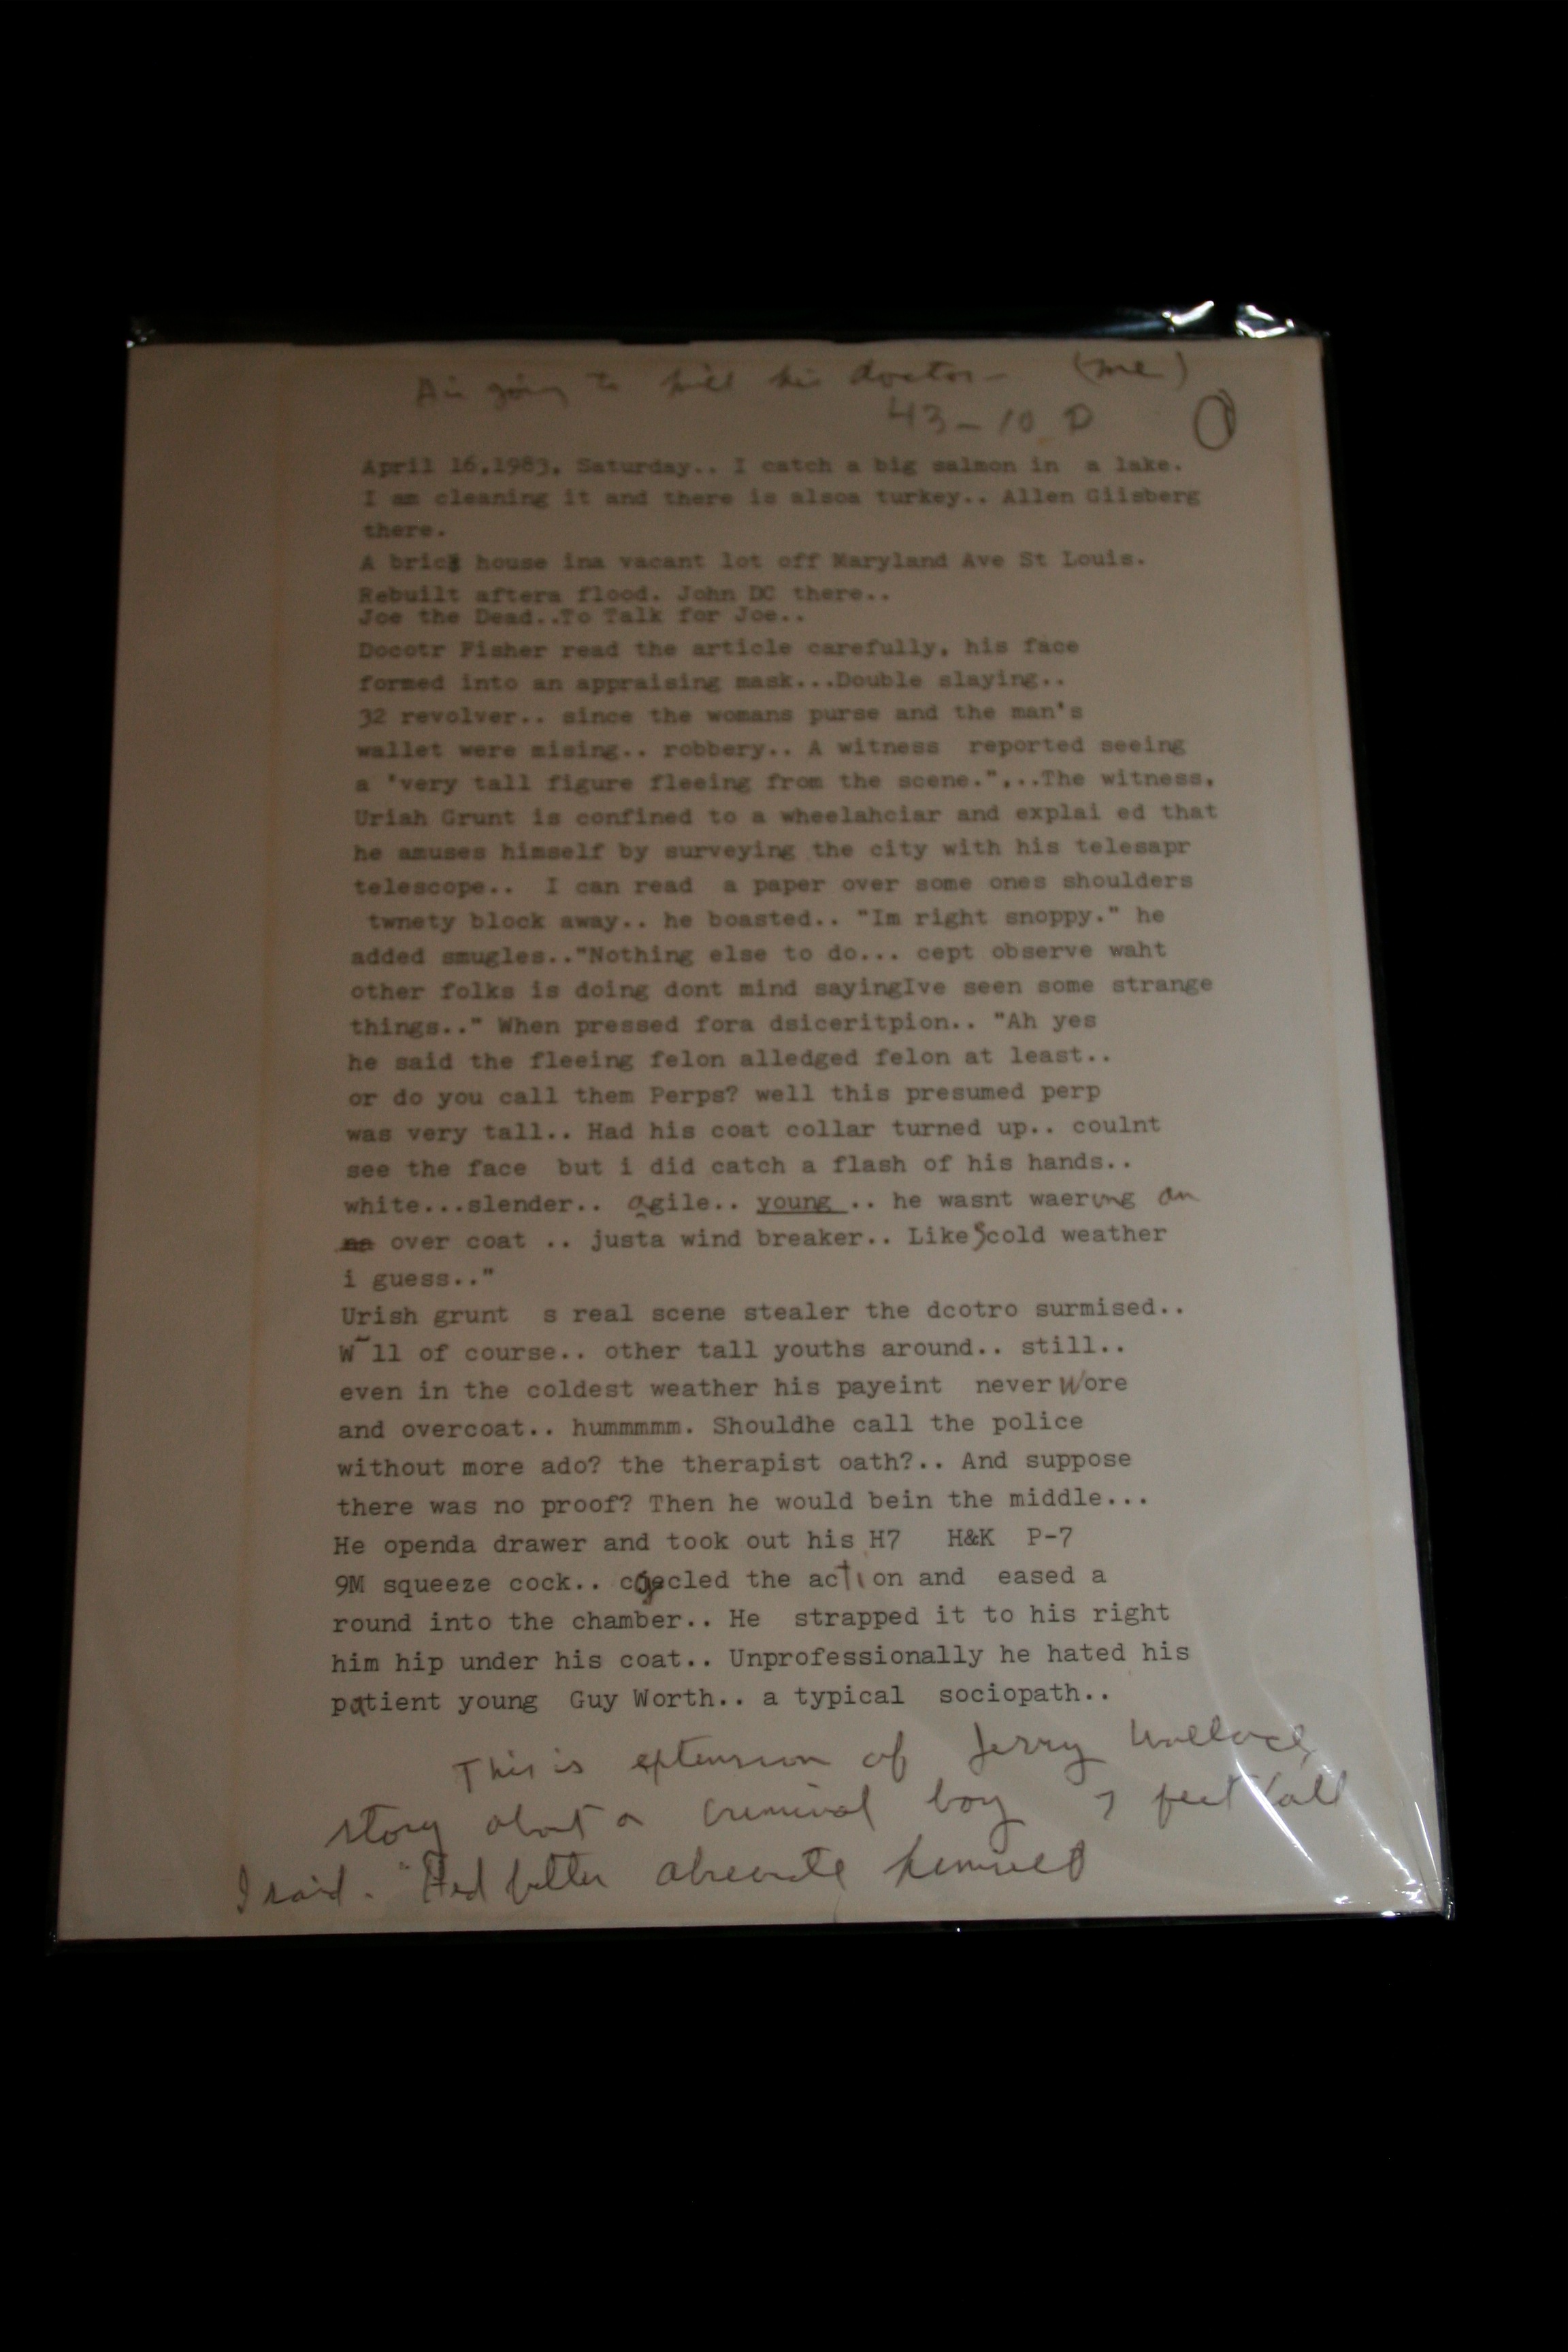 going to kill his doctor - (me)
43-10 D
April 16,1983, Saturday.. I catch a big salmon in a lake.
I am cleaning it and there is alsoa turkey.. Allen Giisberg
there.
A brick house ina vacant lot off Maryland Ave St Louis.
Rebuilt aftera flood. John DC there..
Joe the Dead..To Talk for Joe..
Docotr Fisher read the article carefully, his face
formed into an appraising mask...Double slaying..
32 revolver.. since the womans purse and the man's
wallet were mising.. robbery.. A witness reported seeing
a 'very tall figure fleeing from the scene.",...The witness,
Uriah Grunt is confined to a wheelahciar and explai ed that
he amuses himself by surveying the city with his telesapr
telescope.. I can read a paper over some ones shoulders
twnety block away.. he boasted.. "Im right snoppy." he
added smugles.."Nothing else to do... cept observe waht
other folks is doing dont mind sayingIve seen some strange
things.." When pressed fora dsiceritpion.. "Ah yes
he said the fleeing felon alledged felon at least..
or do you call them Perps? well this presumed perp
was very tall.. Had his coat collar turned up.. coulnt
see the face but i did catch a flash of his hands..
white...slender.. agile.. young .. he wasnt waering an
over coat .. justa wind breaker.. Likes cold weather
i guess.."
Urish grunt s real scene stealer the dcotro surmised..
W ll of course.. other tall youths around.. still..
even in the coldest weather his payeint never wore
and overcoat.. hummmmm. Shouldhe call the police
without more ado? the therapist oath?.. And suppose
there was no proof? Then he would bein the middle...
He openda drawer and took out his H7 H&K P-7
9M squeeze cock.. the action and eased a
round into the chamber.. He strapped it to his right
him hip under his coat.. Unprofessionally he hated his
patient young Guy Worth.. a typical sociopath..
This is extension of Jerry Wallace
story about a criminal boy 7 feet tall
I said. "Hed better himself